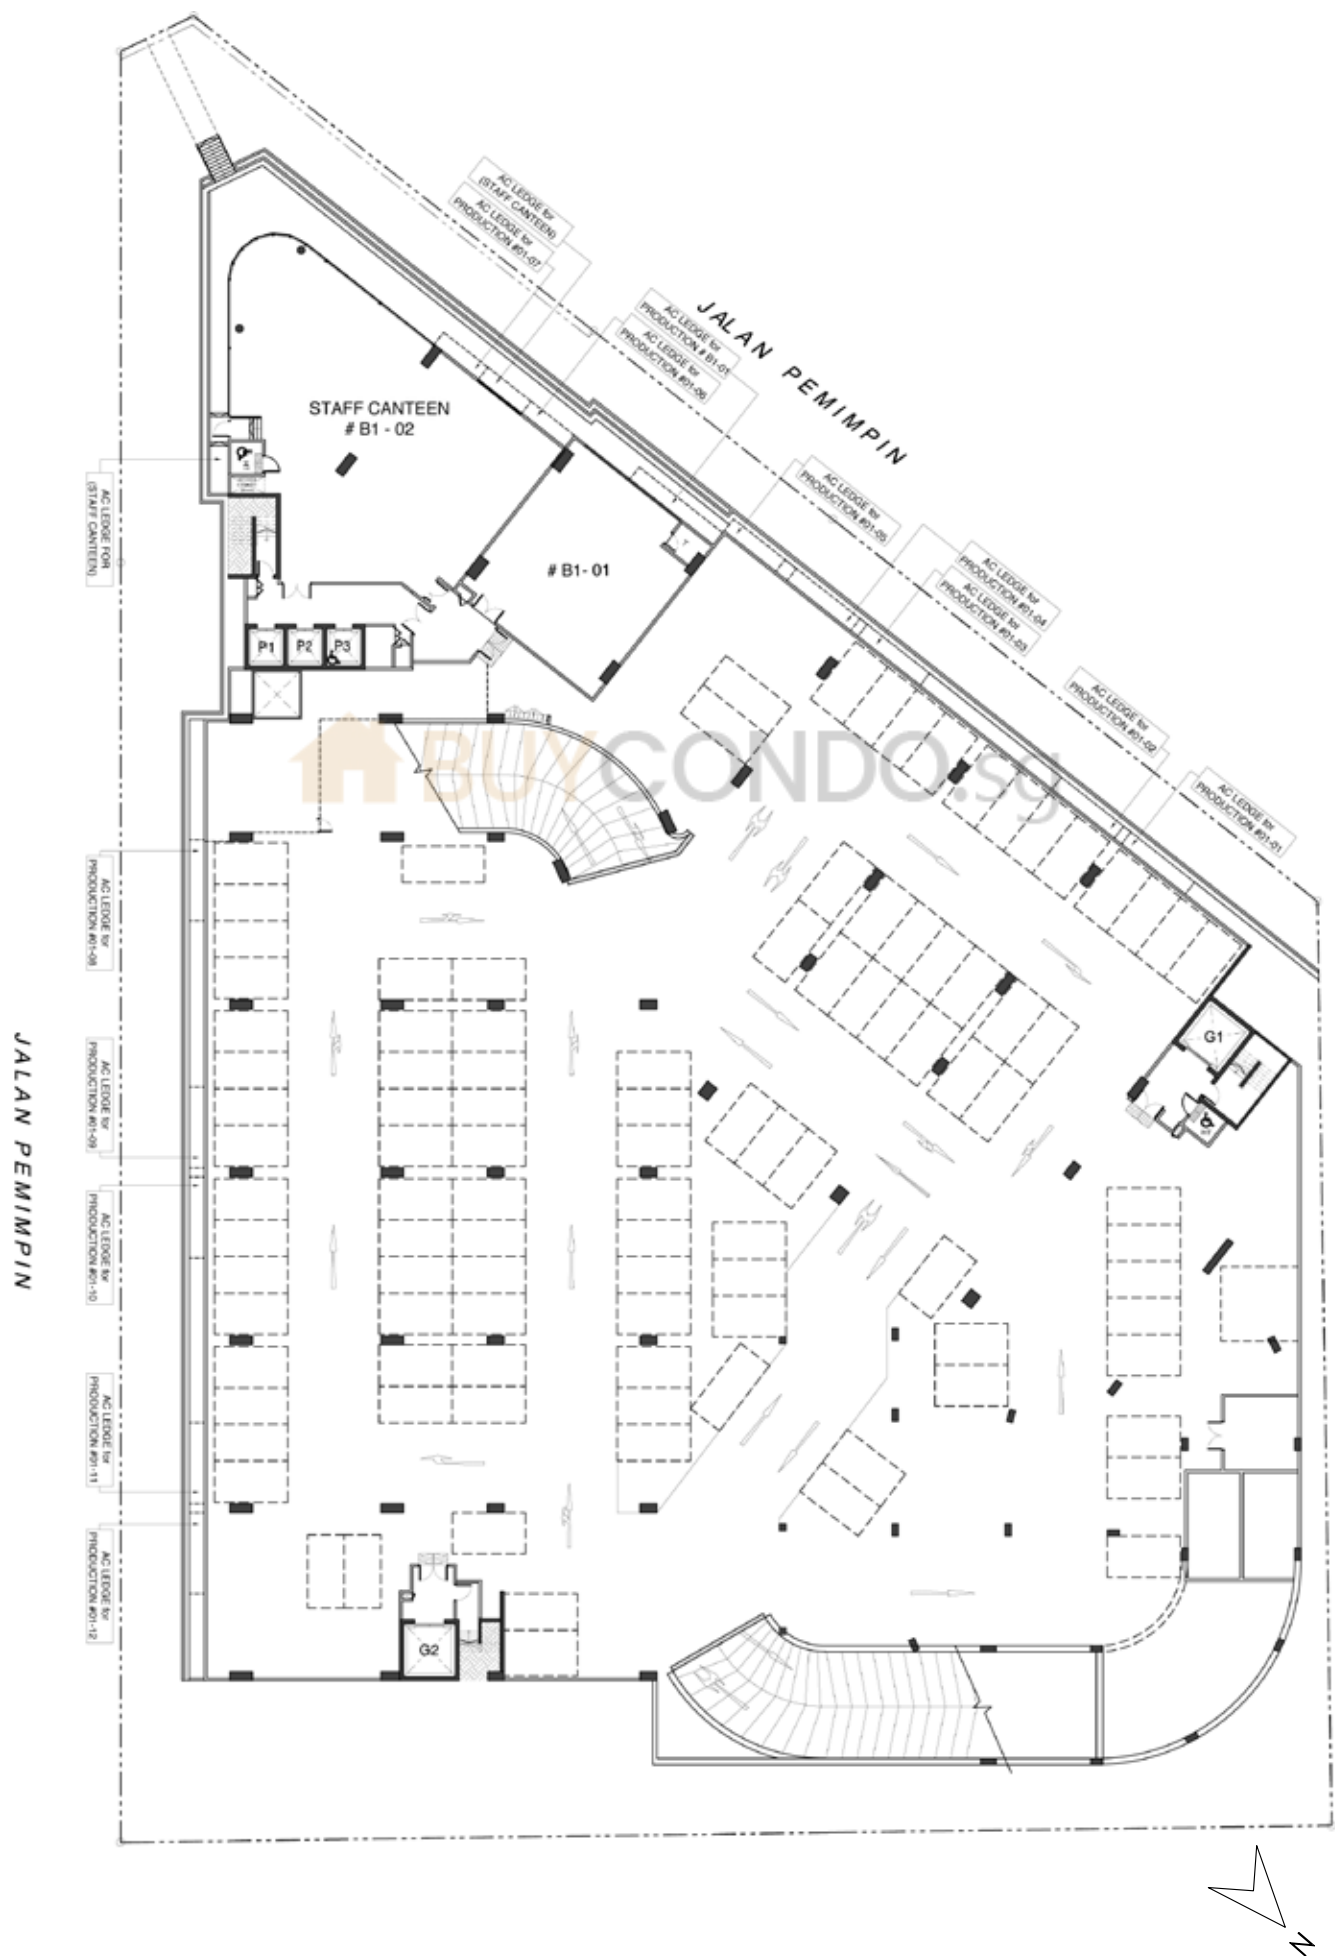 AC LEDGE for
(STAFF CANTEEN)
AC LEDGE for
PRODUCTION #01-07
AC LEDGE for
PRODUCTION # B1-01
AC LEDGE for
PRODUCTION #01-06
JALAN PEMIMPIN
STAFF CANTEEN
# B1 - 02
AC LEDGE FOR
(STAFF CANTEEN)
AC LEDGE for
PRODUCTION #01-05
# B1- 01
AC LEDGE for
PRODUCTION #01-04
AC LEDGE for
PRODUCTION #01-03
P1
P2
P3
AC LEDGE for
PRODUCTION #01-02
BUYCONDO.sg
AC LEDGE for
PRODUCTION #01-01
AC LEDGE for
PRODUCTION #01-08
G1
JALAN PEMIMPIN
AC LEDGE for
PRODUCTION #01-09
AC LEDGE for
PRODUCTION #01-10
AC LEDGE for
PRODUCTION #01-11
AC LEDGE for
PRODUCTION #01-12
G2
N